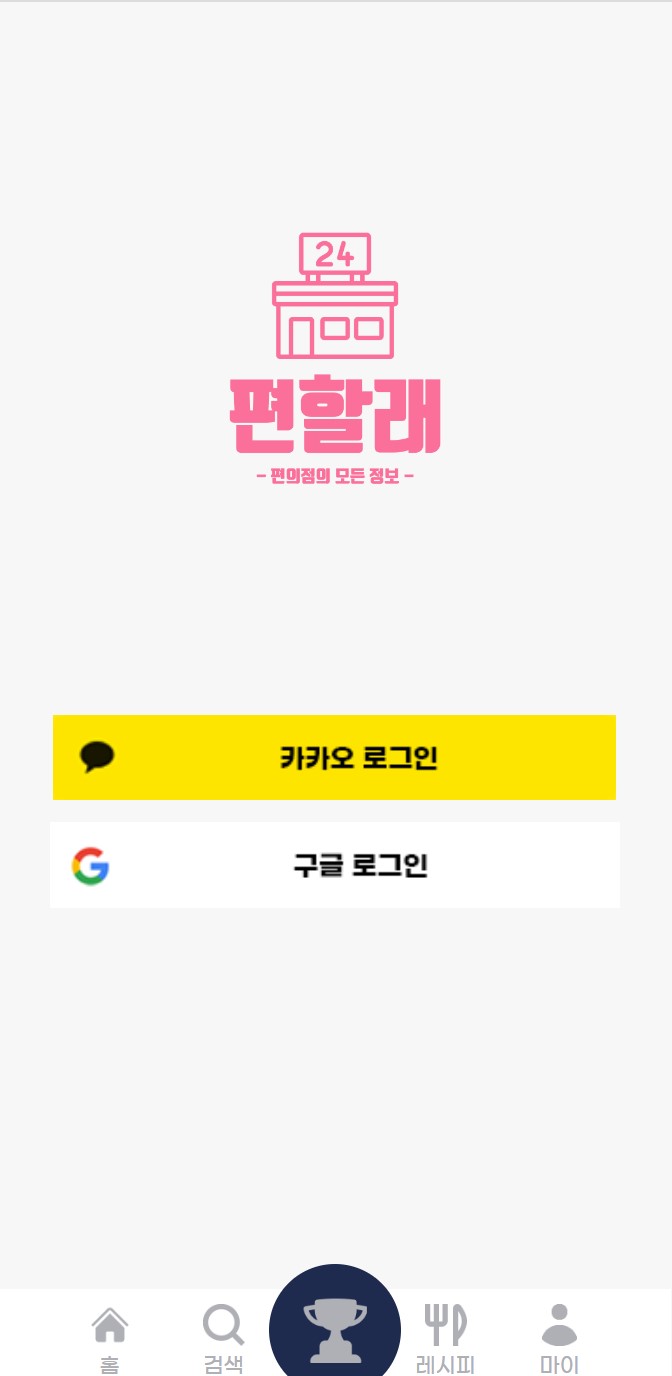 24
편할래
- 편의점의 모든 정보 -
카카오 로그인
구글 로그인
홈
검색
레시피
마이